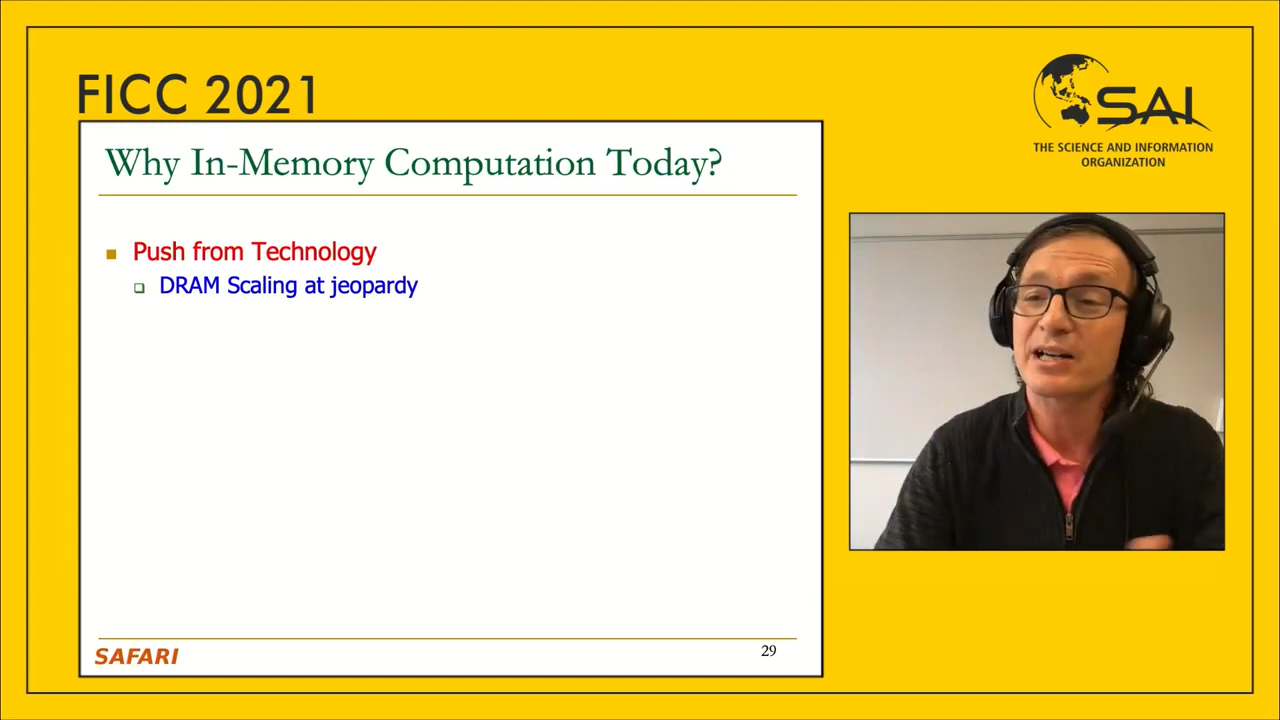 FICC 2021
SAI
THE SCIENCE AND INFORMATION
ORGANIZATION
Why In-Memory Computation Today?
Push from Technology
DRAM Scaling at jeopardy
SAFARI
29